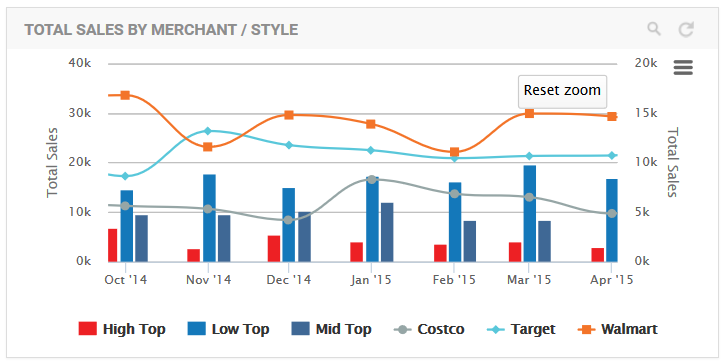 TOTAL SALES BY MERCHANT / STYLE
40k
20k
Reset zoom
30k
15k
20k
10k
10k
5k
0k
0k
Total Sales
Total Sales
Oct '14
Nov '14
Dec '14
Jan '15
Feb '15
Mar '15
Apr '15
High Top
Low Top
Mid Top
Costco
Target
Walmart